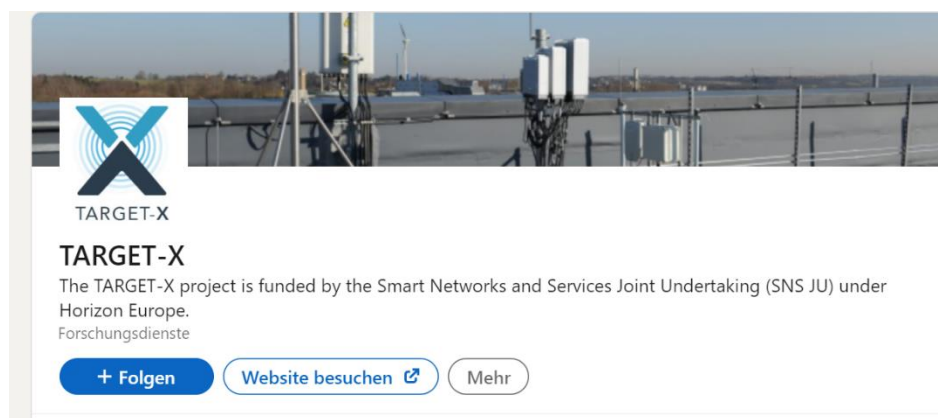 TARGET-X
TARGET-X
The TARGET-X project is funded by the Smart Networks and Services Joint Undertaking (SNS JU) under
Horizon Europe.
Forschungsdienste
+ Folgen
Website besuchen
Mehr